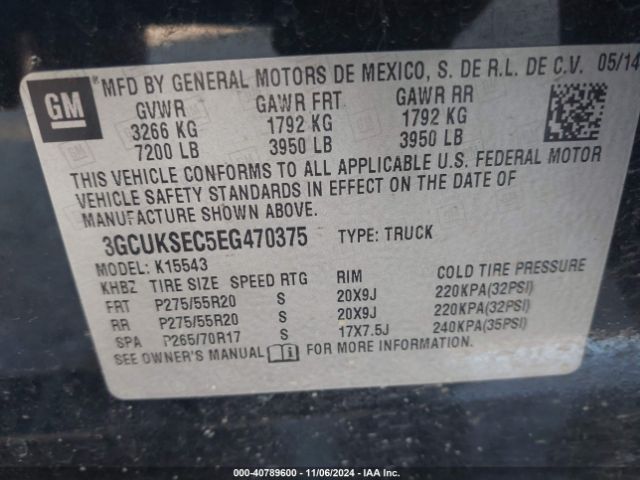 GM
*MFD BY GENERAL MOTORS DE MEXICO, S. DE R.L. DE C.V. 05/14
GVWR GAWR FRT GAWR RR
3266 KG 1792 KG 1792 KG
7200 LB 3950 LB 3950 LB
THIS VEHICLE CONFORMS TO ALL APPLICABLE U.S. FEDERAL MOTOR
VEHICLE SAFETY STANDARDS IN EFFECT ON THE DATE OF
MANUFACTURE SHOWN ABOVE.
3GCUKSEC5EG470375 TYPE: TRUCK
MODEL: K15543
KHBZ TIRE SIZE SPEED RTG RIM COLD TIRE PRESSURE
FRT P275/55R20 S 20X9J 220KPA(32PSI)
RR P275/55R20 S 20X9J 220KPA(32PSI)
SPA P265/70R17 S 17X7.5J 240KPA(35PSI)
SEE OWNER'S MANUAL FOR MORE INFORMATION.
000-40789600 - 11/06/2024 - IAA Inc.